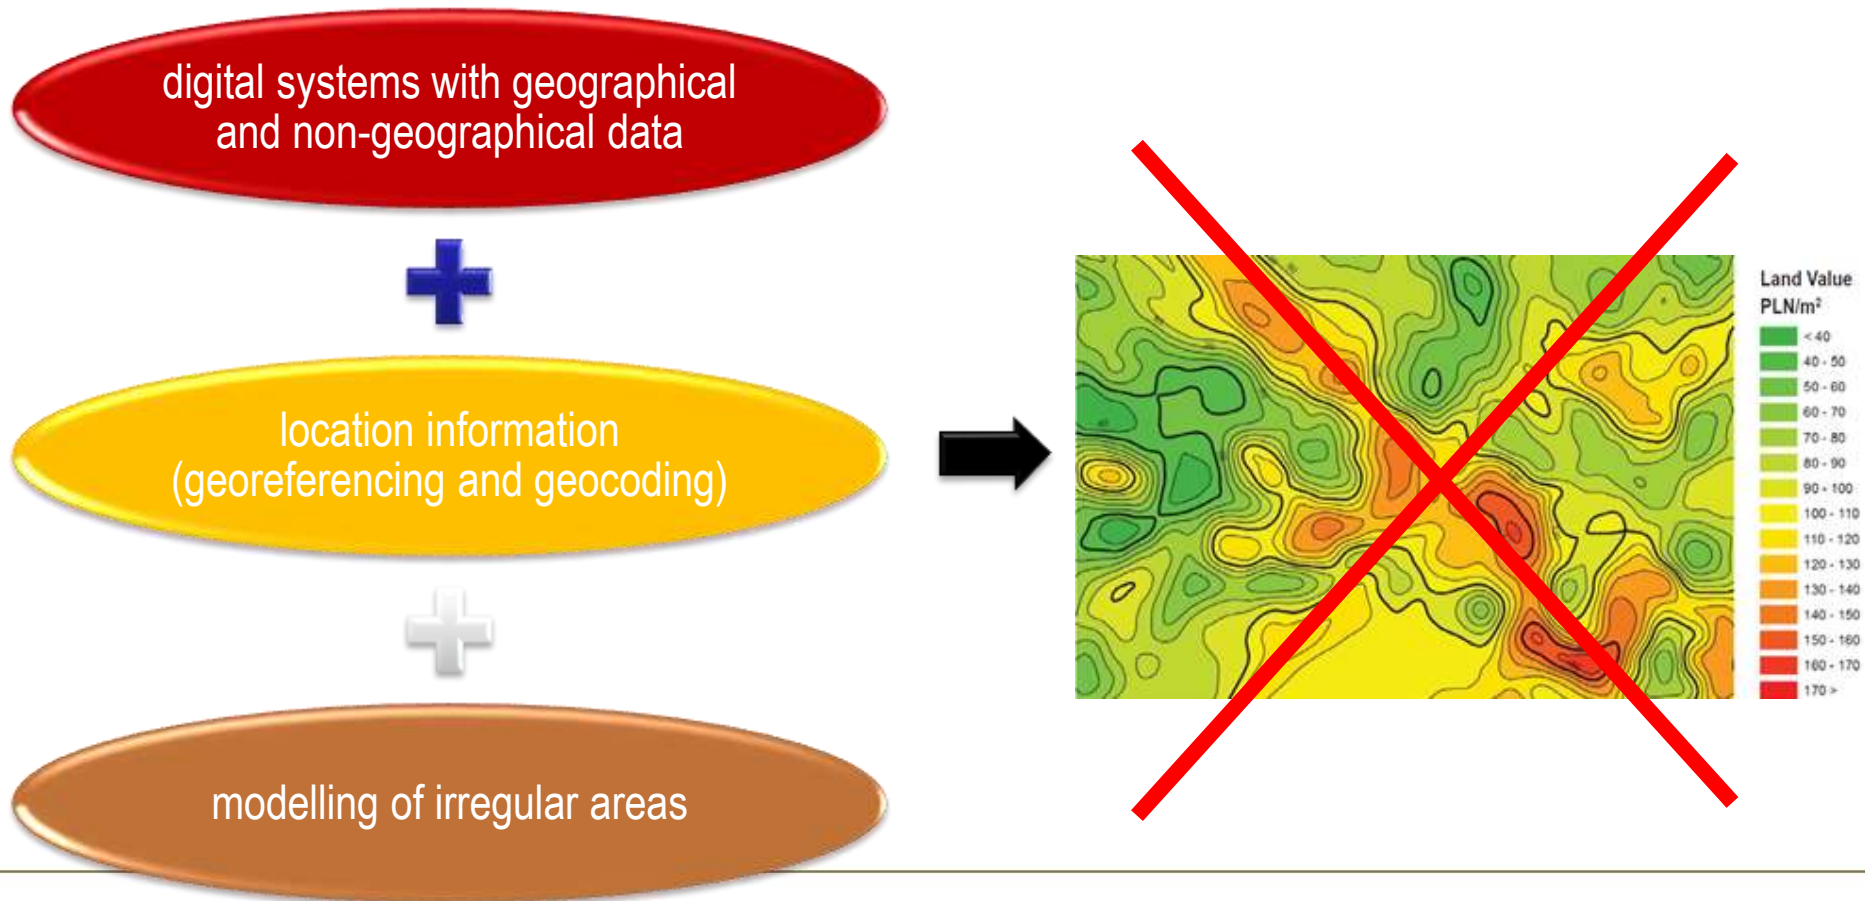 digital systems with geographical
and non-geographical data
location information
(georeferencing and geocoding)
modelling of irregular areas
Land Value
PLN/m²
< 40
40 - 50
50 - 60
60 - 70
70 - 80
80 - 90
90 - 100
100 - 110
110 - 120
120 - 130
130 - 140
140 - 150
150 - 160
160 - 170
170 >